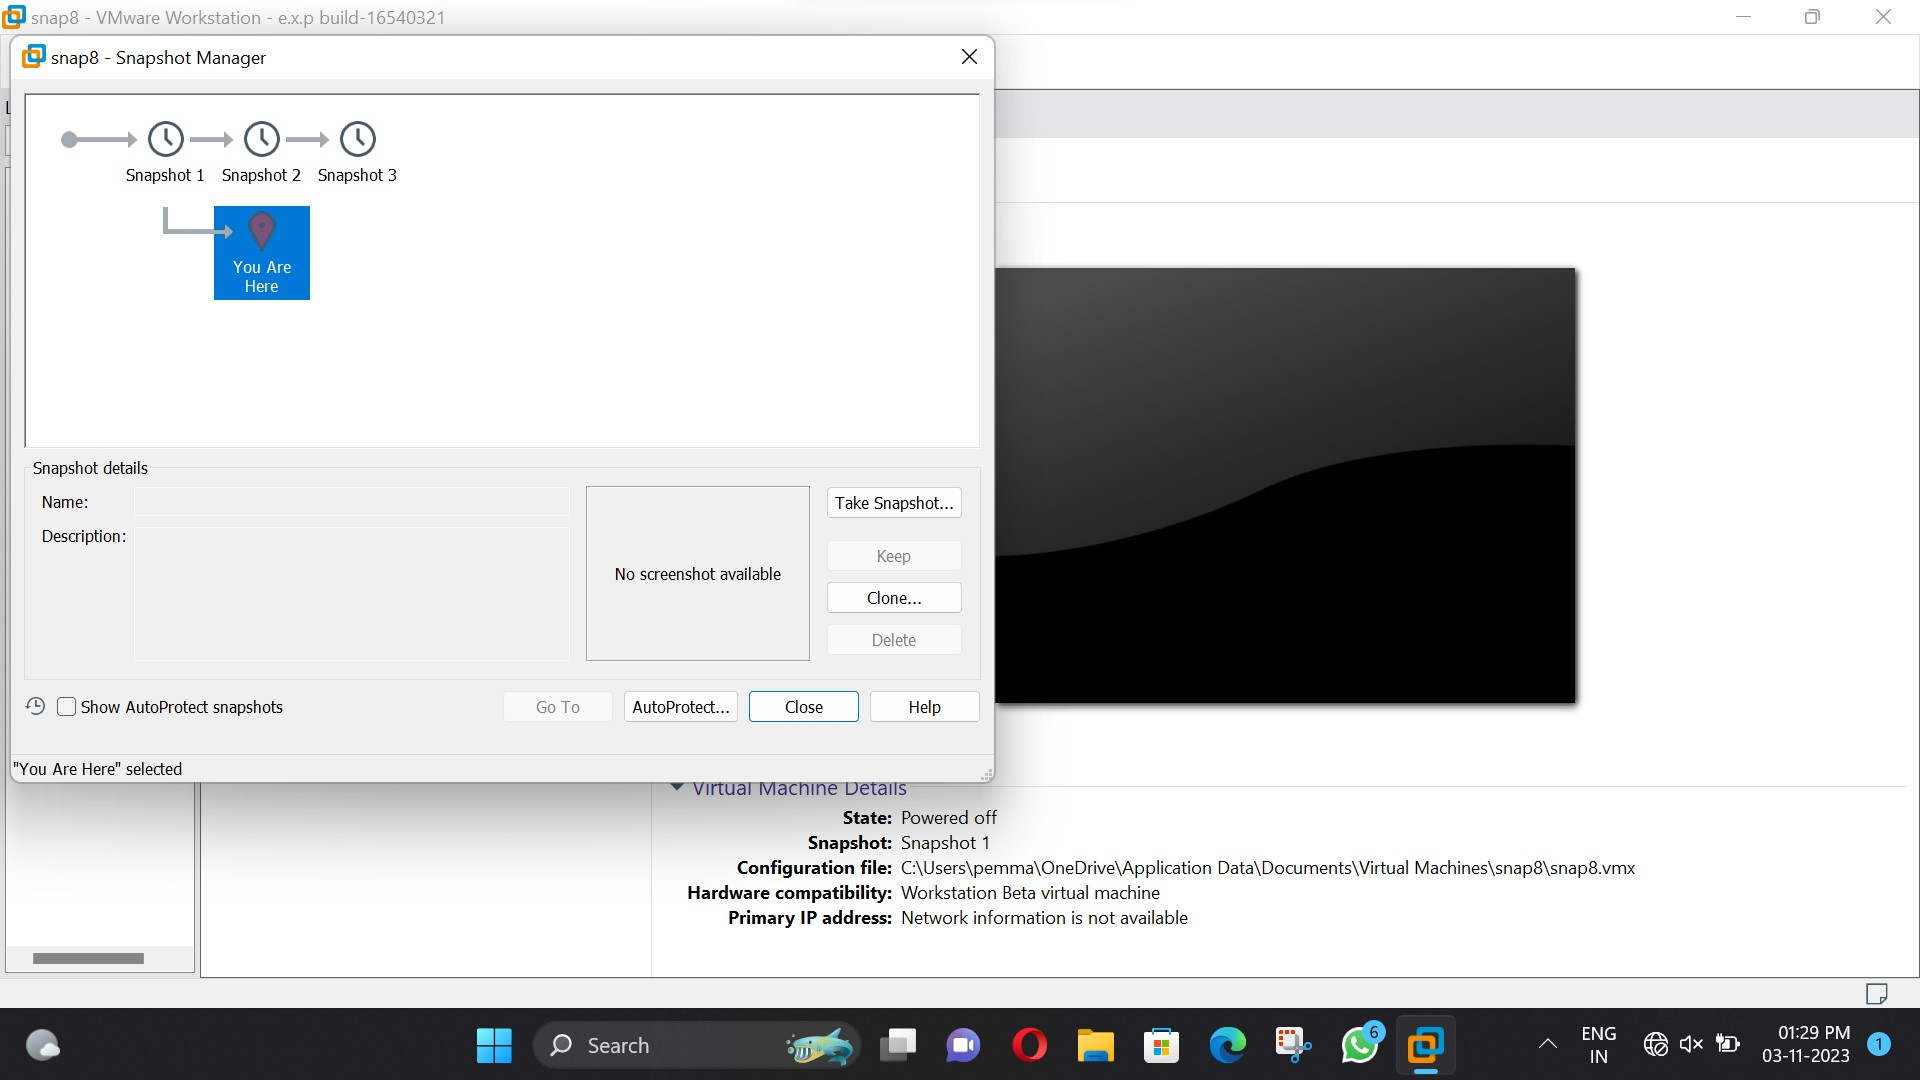 snap8 - VMware Workstation - e.x.p build-16540321
snap8 - Snapshot Manager
Snapshot 1 Snapshot 2 Snapshot 3
You Are
Here
Snapshot details
Name:
Description:
No screenshot available
Take Snapshot...
Keep
Clone...
Delete
Show AutoProtect snapshots
Go To
AutoProtect...
Close
Help
"You Are Here" selected
Virtual Machine Details
State: Powered off
Snapshot: Snapshot 1
Configuration file: C:\Users\pemma\OneDrive\Application Data\Documents\Virtual Machines\snap8\snap8.vmx
Hardware compatibility: Workstation Beta virtual machine
Primary IP address: Network information is not available
Search
6
ENG
IN
01:29 PM
03-11-2023
1